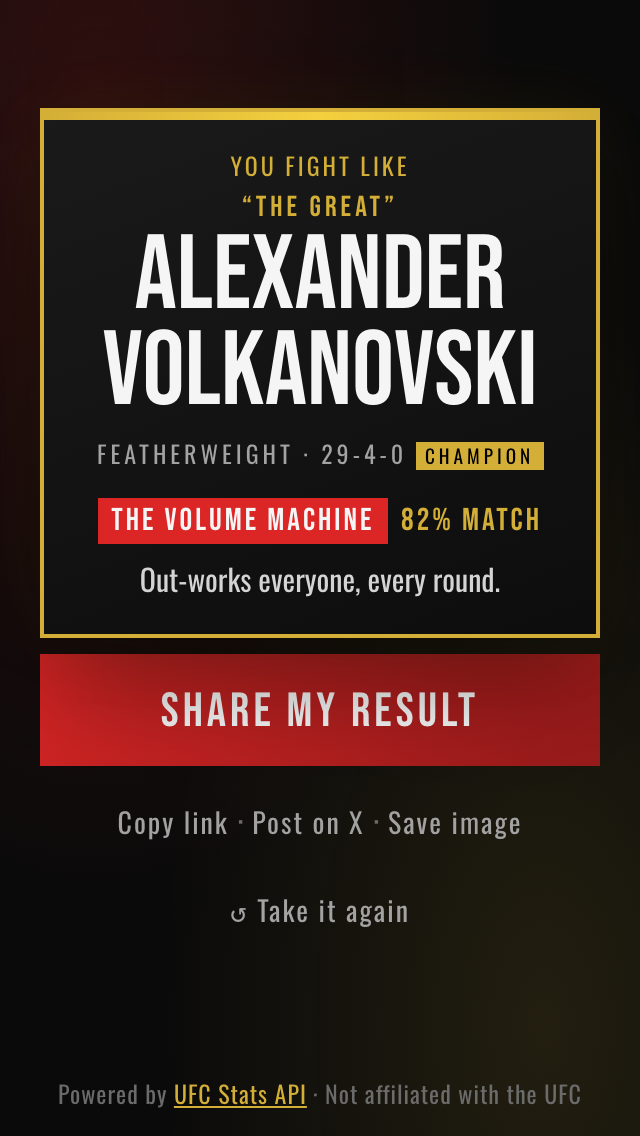 YOU FIGHT LIKE
“THE GREAT”
ALEXANDER
VOLKANOVSKI
FEATHERWEIGHT · 29-4-0 CHAMPION
THE VOLUME MACHINE 82% MATCH
Out-works everyone, every round.
SHARE MY RESULT
Copy link · Post on X · Save image
↺ Take it again
Powered by UFC Stats API · Not affiliated with the UFC